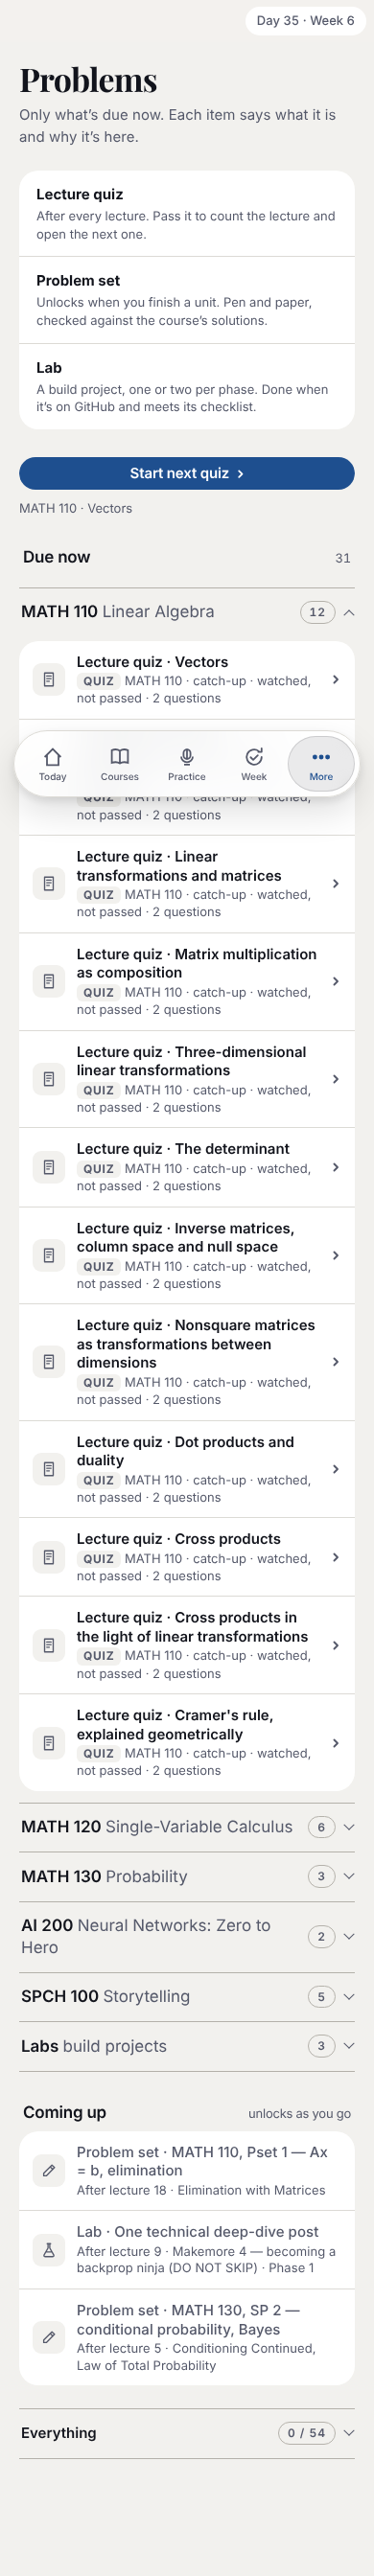 Day 35 · Week 6
Problems
Only what’s due now. Each item says what it is
and why it’s here.
Lecture quiz
After every lecture. Pass it to count the lecture and
open the next one.
Problem set
Unlocks when you finish a unit. Pen and paper,
checked against the course’s solutions.
Lab
A build project, one or two per phase. Done when
it’s on GitHub and meets its checklist.
Start next quiz
MATH 110 · Vectors
Due now 31
MATH 110 Linear Algebra 12
Lecture quiz · Vectors
QUIZ MATH 110 · catch-up · watched,
not passed · 2 questions
Today Courses Practice Week More
QUIZ MATH 110 · catch-up · watched,
not passed · 2 questions
Lecture quiz · Linear
transformations and matrices
QUIZ MATH 110 · catch-up · watched,
not passed · 2 questions
Lecture quiz · Matrix multiplication
as composition
QUIZ MATH 110 · catch-up · watched,
not passed · 2 questions
Lecture quiz · Three-dimensional
linear transformations
QUIZ MATH 110 · catch-up · watched,
not passed · 2 questions
Lecture quiz · The determinant
QUIZ MATH 110 · catch-up · watched,
not passed · 2 questions
Lecture quiz · Inverse matrices,
column space and null space
QUIZ MATH 110 · catch-up · watched,
not passed · 2 questions
Lecture quiz · Nonsquare matrices
as transformations between
dimensions
QUIZ MATH 110 · catch-up · watched,
not passed · 2 questions
Lecture quiz · Dot products and
duality
QUIZ MATH 110 · catch-up · watched,
not passed · 2 questions
Lecture quiz · Cross products
QUIZ MATH 110 · catch-up · watched,
not passed · 2 questions
Lecture quiz · Cross products in
the light of linear transformations
QUIZ MATH 110 · catch-up · watched,
not passed · 2 questions
Lecture quiz · Cramer's rule,
explained geometrically
QUIZ MATH 110 · catch-up · watched,
not passed · 2 questions
MATH 120 Single-Variable Calculus 6
MATH 130 Probability 3
AI 200 Neural Networks: Zero to
Hero 2
SPCH 100 Storytelling 5
Labs build projects 3
Coming up unlocks as you go
Problem set · MATH 110, Pset 1 — Ax
= b, elimination
After lecture 18 · Elimination with Matrices
Lab · One technical deep-dive post
After lecture 9 · Makemore 4 — becoming a
backprop ninja (DO NOT SKIP) · Phase 1
Problem set · MATH 130, SP 2 —
conditional probability, Bayes
After lecture 5 · Conditioning Continued,
Law of Total Probability
Everything 0 / 54